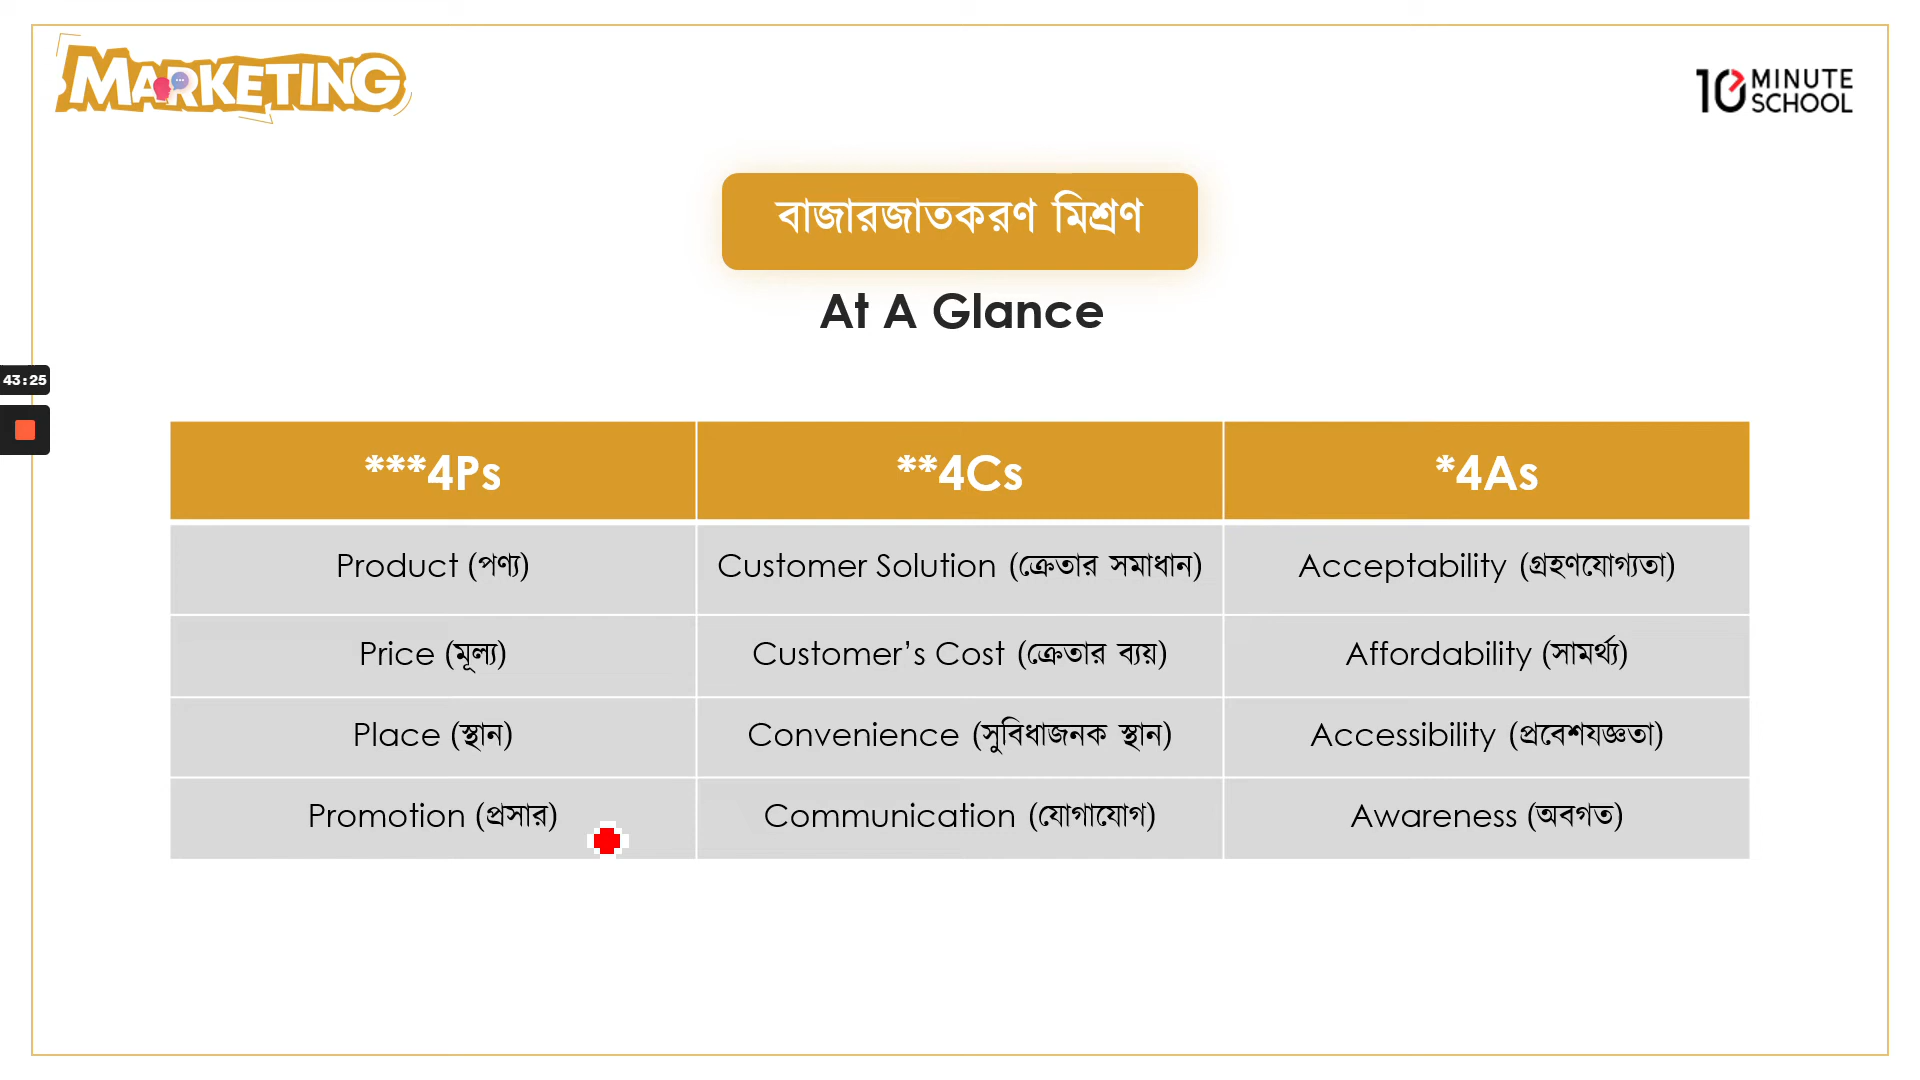 MARKETING
10 MINUTE SCHOOL
বাজারজাতকরণ মিশ্রণ
At A Glance
43:25
***4Ps **4Cs *4As
Product (পণ্য) Customer Solution (ক্রেতার সমাধান) Acceptability (গ্রহণযোগ্যতা)
Price (মূল্য) Customer’s Cost (ক্রেতার ব্যয়) Affordability (সামর্থ্য)
Place (স্থান) Convenience (সুবিধাজনক স্থান) Accessibility (প্রবেশযজ্ঞতা)
Promotion (প্রসার) Communication (যোগাযোগ) Awareness (অবগত)